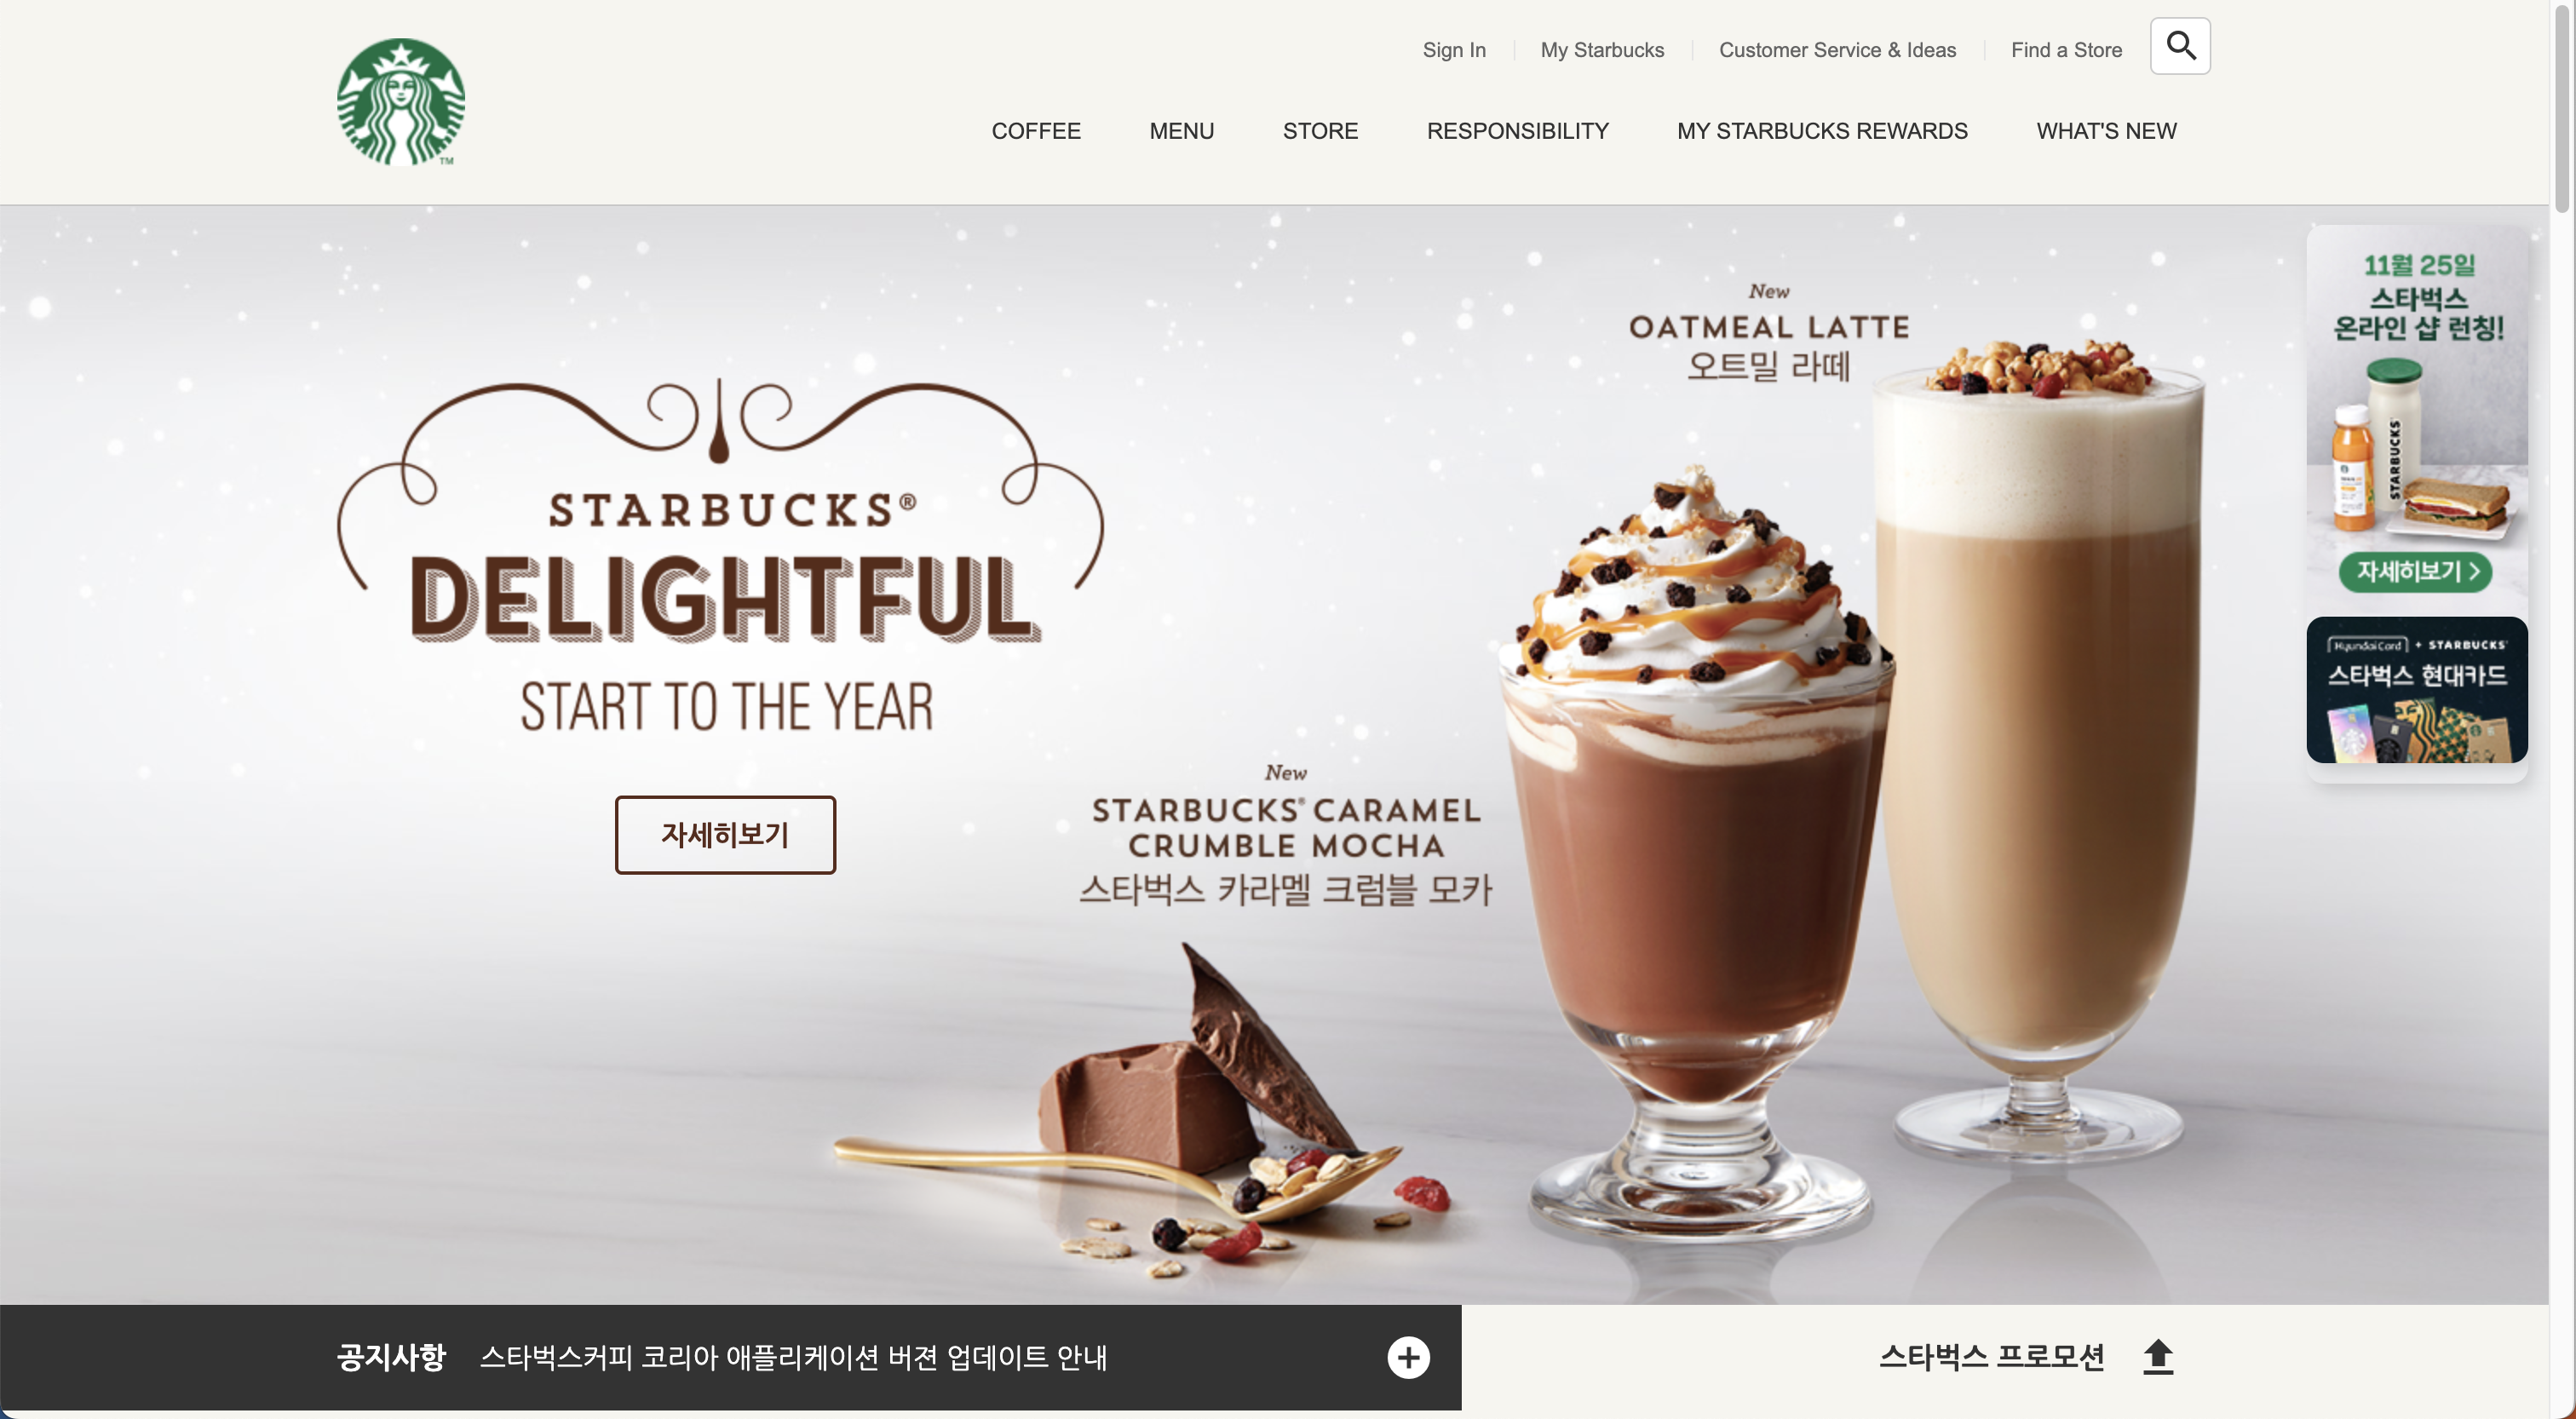 Sign In
My Starbucks
Customer Service & Ideas
Find a Store
TM
COFFEE
MENU
STORE
RESPONSIBILITY
MY STARBUCKS REWARDS
WHAT'S NEW
STARBUCKS®
DELIGHTFUL
START TO THE YEAR
자세히보기
New
OATMEAL LATTE
오트밀 라떼
New
STARBUCKS® CARAMEL
CRUMBLE MOCHA
스타벅스 카라멜 크럼블 모카
11월 25일
스타벅스
온라인 샵 런칭!
STARBUCKS
자세히보기
HyundaiCard + STARBUCKS®
스타벅스 현대카드
공지사항
스타벅스커피 코리아 애플리케이션 버젼 업데이트 안내
스타벅스 프로모션